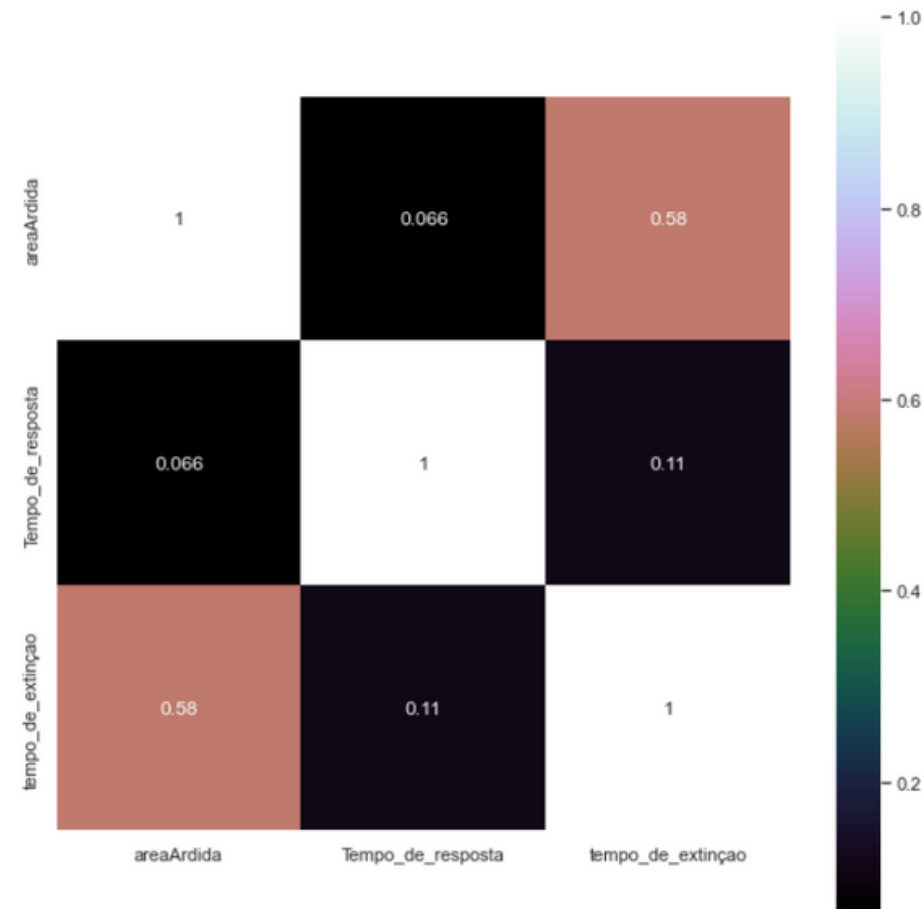 1.0
areaArdida
1 0.066 0.58
0.8
0.6
Tempo_de_resposta
0.066 1 0.11
0.4
tempo_de_extinçao
0.58 0.11 1
0.2
areaArdida Tempo_de_resposta tempo_de_extinçao